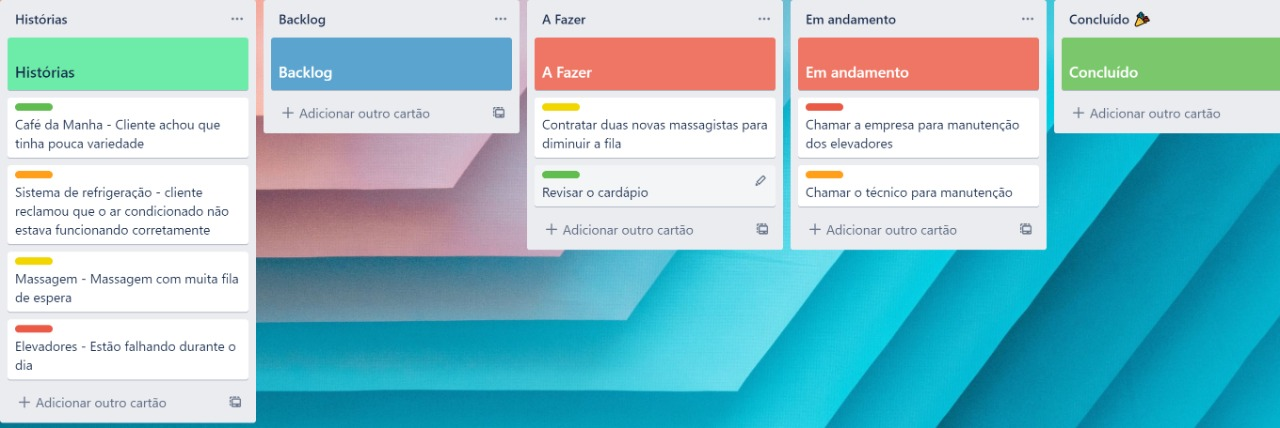 Histórias
Histórias
Café da Manha - Cliente achou que
tinha pouca variedade
Sistema de refrigeração - cliente
reclamou que o ar condicionado não
estava funcionando corretamente
Massagem - Massagem com muita fila
de espera
Elevadores - Estão falhando durante o
dia
+ Adicionar outro cartão
Backlog
Backlog
+ Adicionar outro cartão
A Fazer
A Fazer
Contratar duas novas massagistas para
diminuir a fila
Revisar o cardápio
+ Adicionar outro cartão
Em andamento
Em andamento
Chamar a empresa para manutenção
dos elevadores
Chamar o técnico para manutenção
+ Adicionar outro cartão
Concluído 🎉
Concluído
+ Adicionar outro cartão